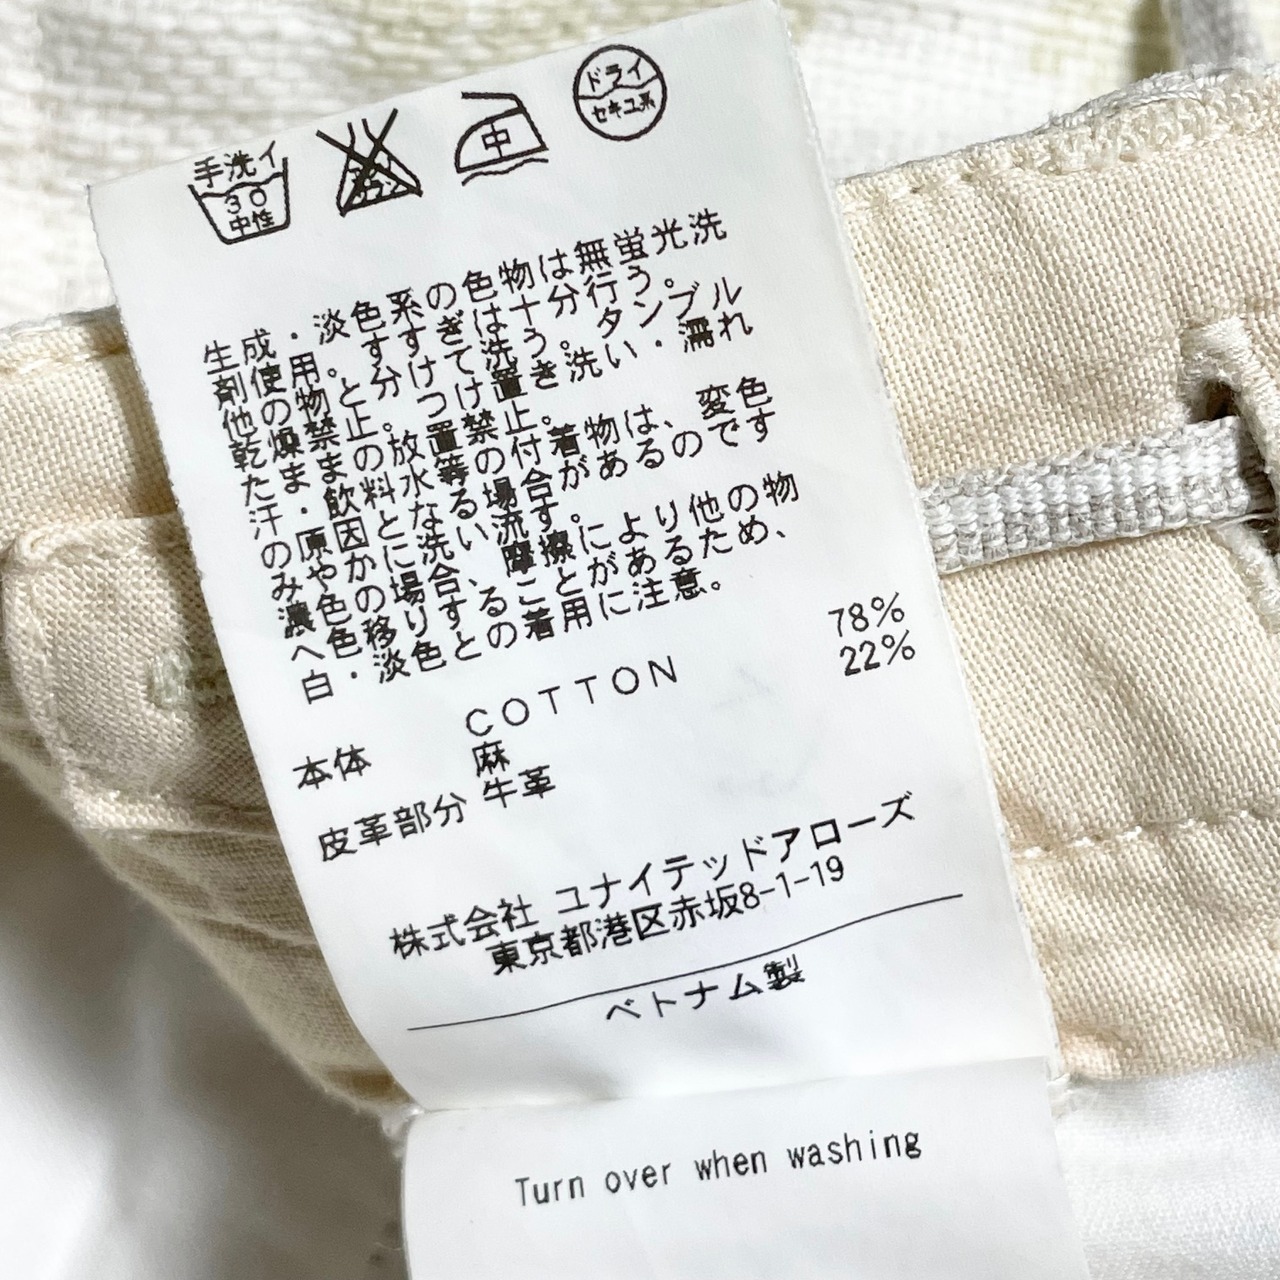 手洗イ
30
中性
中
ドライ
セキユ系
生成・淡色系の色物は無蛍光洗
剤使用。すすぎは十分行う。
他の物と分けて洗う。タンブル
乾燥禁止。つけ置き洗い・濡れ
たままの放置禁止。
汗・飲料水等の付着物は、変色
の原因となる場合があるのです
みやかに洗い流す。
濃色の場合、摩擦により他の物
へ色移りすることがあるため、
白・淡色との着用に注意。
本体 COTTON 78%
麻 22%
皮革部分 牛革
株式会社 ユナイテッドアローズ
東京都港区赤坂8-1-19
ベトナム製
Turn over when washing